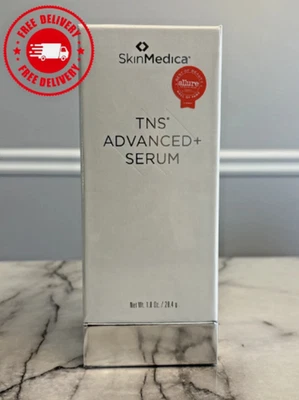 FREE DELIVERY
FREE DELIVERY
SkinMedica®
allure
TNS®
ADVANCED+
SERUM
Net Wt. 1.0 Oz. / 28.4 g